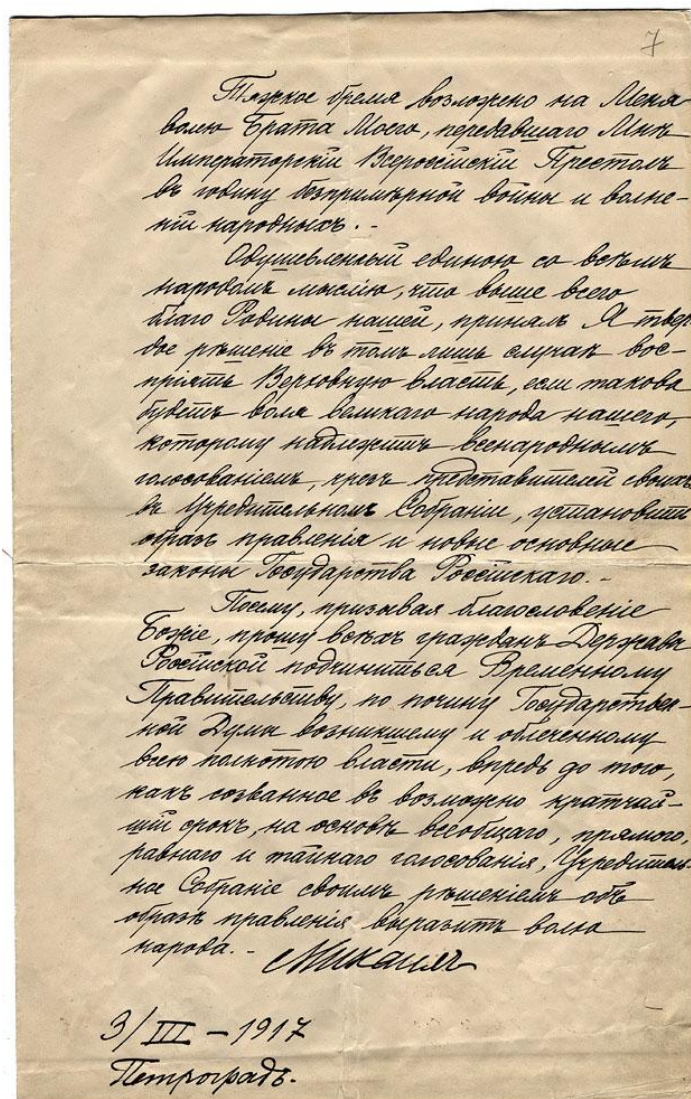 7
Тяжкое бремя возложено на Меня
волею Брата Моего, передавшаго Мнѣ
Императорскій Всероссійскій Престолъ
въ годину безпримѣрной войны и волне-
ній народныхъ. -
Одушевленный единою со всѣмъ
народомъ мыслію, что выше всего
благо Родины нашей, принялъ Я твер
дое рѣшеніе въ томъ лишь случаѣ вос-
пріять Верховную власть, если такова
будетъ воля великаго народа нашего,
которому надлежитъ всенароднымъ
голосованіемъ, чрезъ представителей своихъ
въ Учредительномъ Собраніи, установить
образъ правленія и новые основные
законы Государства Россійскаго. -
Посему, призывая благословеніе
Божіе, прошу всѣхъ гражданъ Державы
Россійской подчиниться Временному
Правительству, по почину Государствен-
ной Думы возникшему и облеченному
всею полнотою власти, впредь до того,
какъ созванное въ возможно кратчай-
шій срокъ, на основѣ всеобщаго, прямого,
равнаго и тайнаго голосованія, Учредитель-
ное Собраніе своимъ рѣшеніемъ объ
образѣ правленія выразитъ волю
народа. -
Михаилъ
3/III - 1917
Петроградъ.